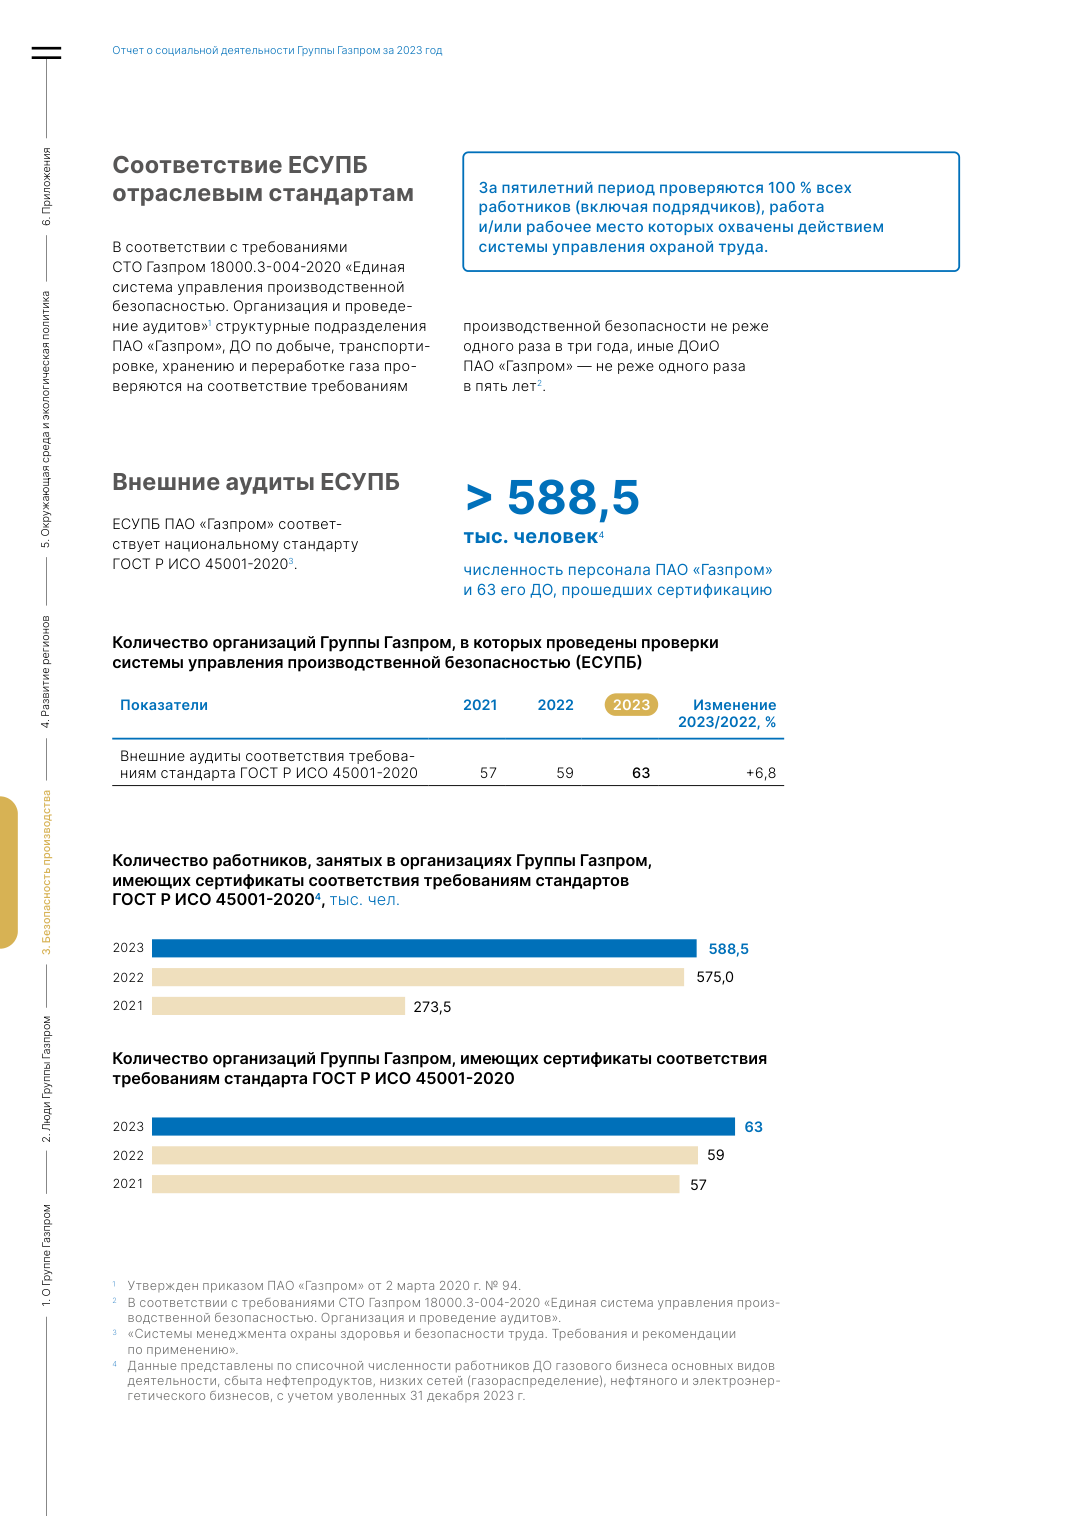 Отчет о социальной деятельности Группы Газпром за 2023 год
6. Приложения
5. Окружающая среда и экологическая политика
4. Развитие регионов
3. Безопасность производства
2. Люди Группы Газпром
1. О Группе Газпром
Соответствие ЕСУПБ
отраслевым стандартам
В соответствии с требованиями
СТО Газпром 18000.3-004-2020 «Единая
система управления производственной
безопасностью. Организация и проведе-
ние аудитов»1 структурные подразделения
ПАО «Газпром», ДО по добыче, транспорти-
ровке, хранению и переработке газа про-
веряются на соответствие требованиям
За пятилетний период проверяются 100 % всех
работников (включая подрядчиков), работа
и/или рабочее место которых охвачены действием
системы управления охраной труда.
производственной безопасности не реже
одного раза в три года, иные ДОиО
ПАО «Газпром» — не реже одного раза
в пять лет2.
Внешние аудиты ЕСУПБ
ЕСУПБ ПАО «Газпром» соответ-
ствует национальному стандарту
ГОСТ Р ИСО 45001-20203.
> 588,5
тыс. человек4
численность персонала ПАО «Газпром»
и 63 его ДО, прошедших сертификацию
Количество организаций Группы Газпром, в которых проведены проверки
системы управления производственной безопасностью (ЕСУПБ)
Показатели 2021 2022 2023 Изменение
2023/2022, %
Внешние аудиты соответствия требова-
ниям стандарта ГОСТ Р ИСО 45001-2020 57 59 63 +6,8
Количество работников, занятых в организациях Группы Газпром,
имеющих сертификаты соответствия требованиям стандартов
ГОСТ Р ИСО 45001-20204, тыс. чел.
2023 588,5
2022 575,0
2021 273,5
Количество организаций Группы Газпром, имеющих сертификаты соответствия
требованиям стандарта ГОСТ Р ИСО 45001-2020
2023 63
2022 59
2021 57
1 Утвержден приказом ПАО «Газпром» от 2 марта 2020 г. № 94.
2 В соответствии с требованиями СТО Газпром 18000.3-004-2020 «Единая система управления произ-
водственной безопасностью. Организация и проведение аудитов».
3 «Системы менеджмента охраны здоровья и безопасности труда. Требования и рекомендации
по применению».
4 Данные представлены по списочной численности работников ДО газового бизнеса основных видов
деятельности, сбыта нефтепродуктов, низких сетей (газораспределение), нефтяного и электроэнер-
гетического бизнесов, с учетом уволенных 31 декабря 2023 г.